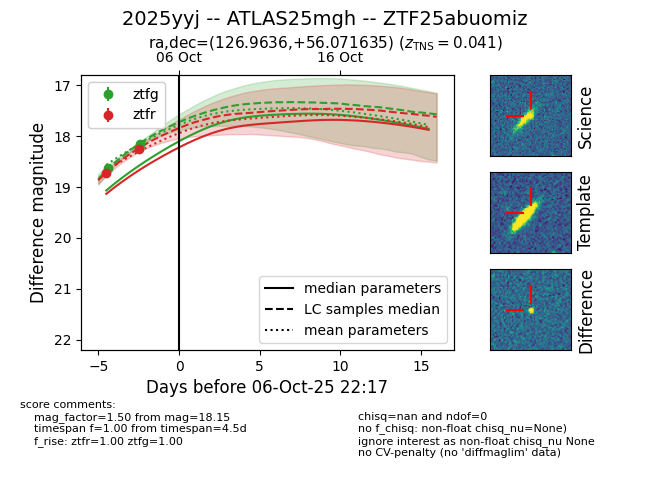 2025yyj -- ATLAS25mgh -- ZTF25abuomiz
ra,dec=(126.9636,+56.071635) (z_TNS = 0.041)
06 Oct 16 Oct
ztfg
ztfr
17
18
19
20
21
22
Difference magnitude
median parameters
LC samples median
mean parameters
−5 0 5 10 15
Days before 06-Oct-25 22:17
Science
Template
Difference
score comments:
mag_factor=1.50 from mag=18.15
timespan f=1.00 from timespan=4.5d
f_rise: ztfr=1.00 ztfg=1.00
chisq=nan and ndof=0
no f_chisq: non-float chisq_nu=None)
ignore interest as non-float chisq_nu None
no CV-penalty (no 'diffmaglim' data)